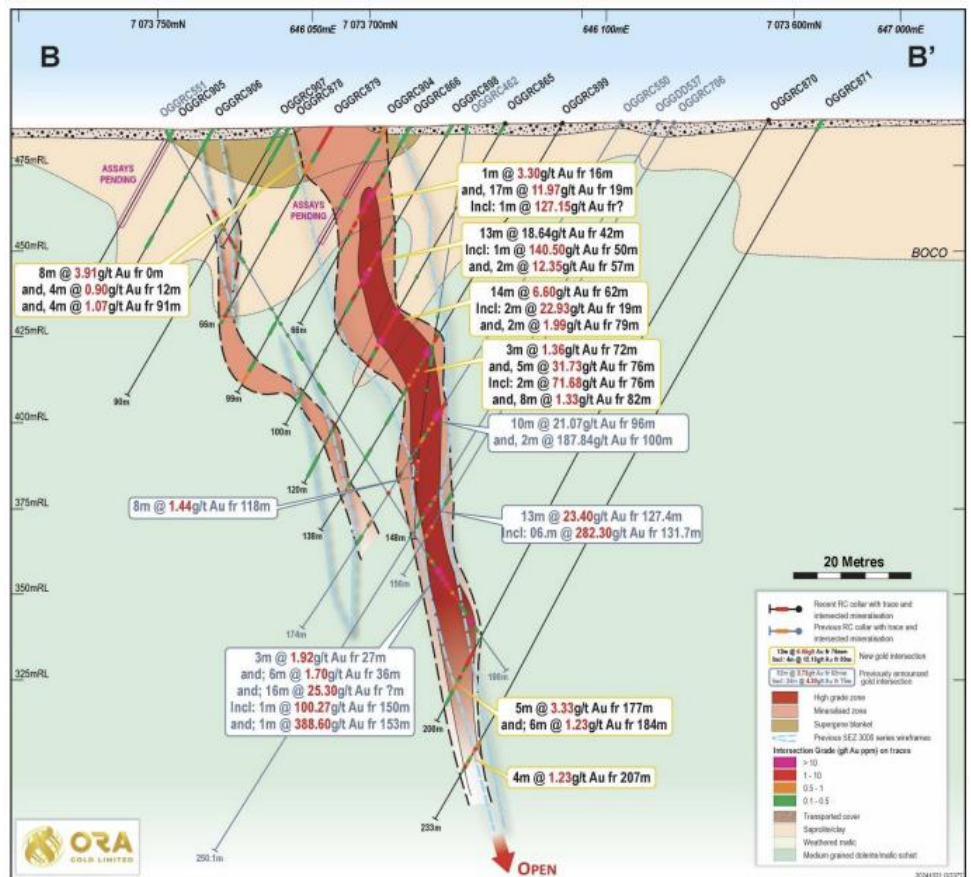 7 073 750mN
646 050mE
7 073 700mN
646 100mE
7 073 600mN
647 000mE
B
B'
OGGRC551
OGGRC905
OGGRC906
OGGRC907
OGGRC878
OGGRC879
OGGRC904
OGGRC866
OGGRC898
OGGRC462
OGGRC865
OGGRC899
OGGRC550
OGGDD537
OGGRC706
OGGRC870
OGGRC871
475mRL
450mRL
425mRL
400mRL
375mRL
350mRL
325mRL
ASSAYS
PENDING
ASSAYS
PENDING
BOCO
1m @ 3.30g/t Au fr 16m
and, 17m @ 11.97g/t Au fr 19m
Incl: 1m @ 127.15g/t Au fr?
13m @ 18.64g/t Au fr 42m
Incl: 1m @ 140.50g/t Au fr 50m
and, 2m @ 12.35g/t Au fr 57m
8m @ 3.91g/t Au fr 0m
and, 4m @ 0.90g/t Au fr 12m
and, 4m @ 1.07g/t Au fr 91m
14m @ 6.60g/t Au fr 62m
Incl: 2m @ 22.93g/t Au fr 19m
and, 2m @ 1.99g/t Au fr 79m
3m @ 1.36g/t Au fr 72m
and, 5m @ 31.73g/t Au fr 76m
Incl: 2m @ 71.68g/t Au fr 76m
and, 8m @ 1.33g/t Au fr 82m
10m @ 21.07g/t Au fr 96m
and, 2m @ 187.84g/t Au fr 100m
8m @ 1.44g/t Au fr 118m
13m @ 23.40g/t Au fr 127.4m
Incl: 06.m @ 282.30g/t Au fr 131.7m
3m @ 1.92g/t Au fr 27m
and; 6m @ 1.70g/t Au fr 36m
and; 16m @ 25.30g/t Au fr ?m
Incl: 1m @ 100.27g/t Au fr 150m
and; 1m @ 388.60g/t Au fr 153m
5m @ 3.33g/t Au fr 177m
and; 6m @ 1.23g/t Au fr 184m
4m @ 1.23g/t Au fr 207m
66m
66m
90m
99m
100m
120m
138m
148m
156m
174m
198m
208m
233m
250.1m
OPEN
20 Metres
Recent RC collar with trace and
intersected mineralisation
Previous RC collar with trace and
intersected mineralisation
New gold intersection
Previously announced
gold intersection
High grade zone
Mineralised zone
Supergene blanket
Previous SEZ 3000 series wireframes
Intersection Grade (g/t Au ppm) on traces
> 10
1 - 10
0.5 - 1
0.1 - 0.5
Transported cover
Saprolite/clay
Weathered mafic
Medium grained dolerite/mafic schist
ORA
GOLD LIMITED